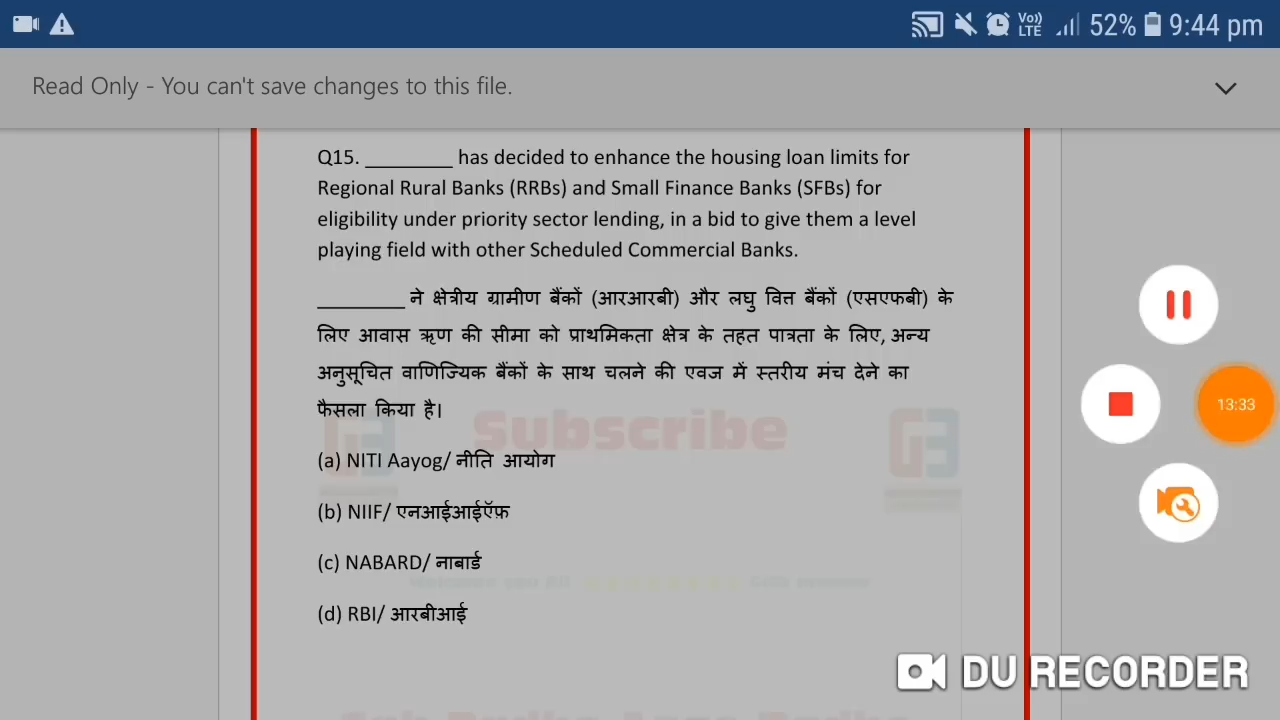 Vo))
LTE
52%
9:44 pm
Read Only - You can't save changes to this file.
Q15. ________ has decided to enhance the housing loan limits for
Regional Rural Banks (RRBs) and Small Finance Banks (SFBs) for
eligibility under priority sector lending, in a bid to give them a level
playing field with other Scheduled Commercial Banks.
________ ने क्षेत्रीय ग्रामीण बैंकों (आरआरबी) और लघु वित्त बैंकों (एसएफबी) के
लिए आवास ऋण की सीमा को प्राथमिकता क्षेत्र के तहत पात्रता के लिए, अन्य
अनुसूचित वाणिज्यिक बैंकों के साथ चलने की एवज में स्तरीय मंच देने का
फैसला किया है।
Subscribe
(a) NITI Aayog/ नीति आयोग
(b) NIIF/ एनआईआईऍफ़
(c) NABARD/ नाबार्ड
(d) RBI/ आरबीआई
13:33
DU RECORDER